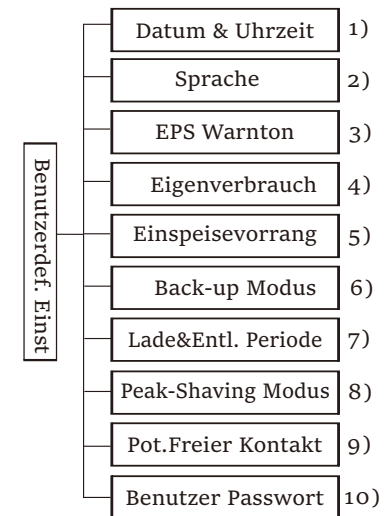 Benutzerdef. Einst
Datum & Uhrzeit 1)
Sprache 2)
EPS Warnton 3)
Eigenverbrauch 4)
Einspeisevorrang 5)
Back-up Modus 6)
Lade&Entl. Periode 7)
Peak-Shaving Modus 8)
Pot.Freier Kontakt 9)
Benutzer Passwort 10)